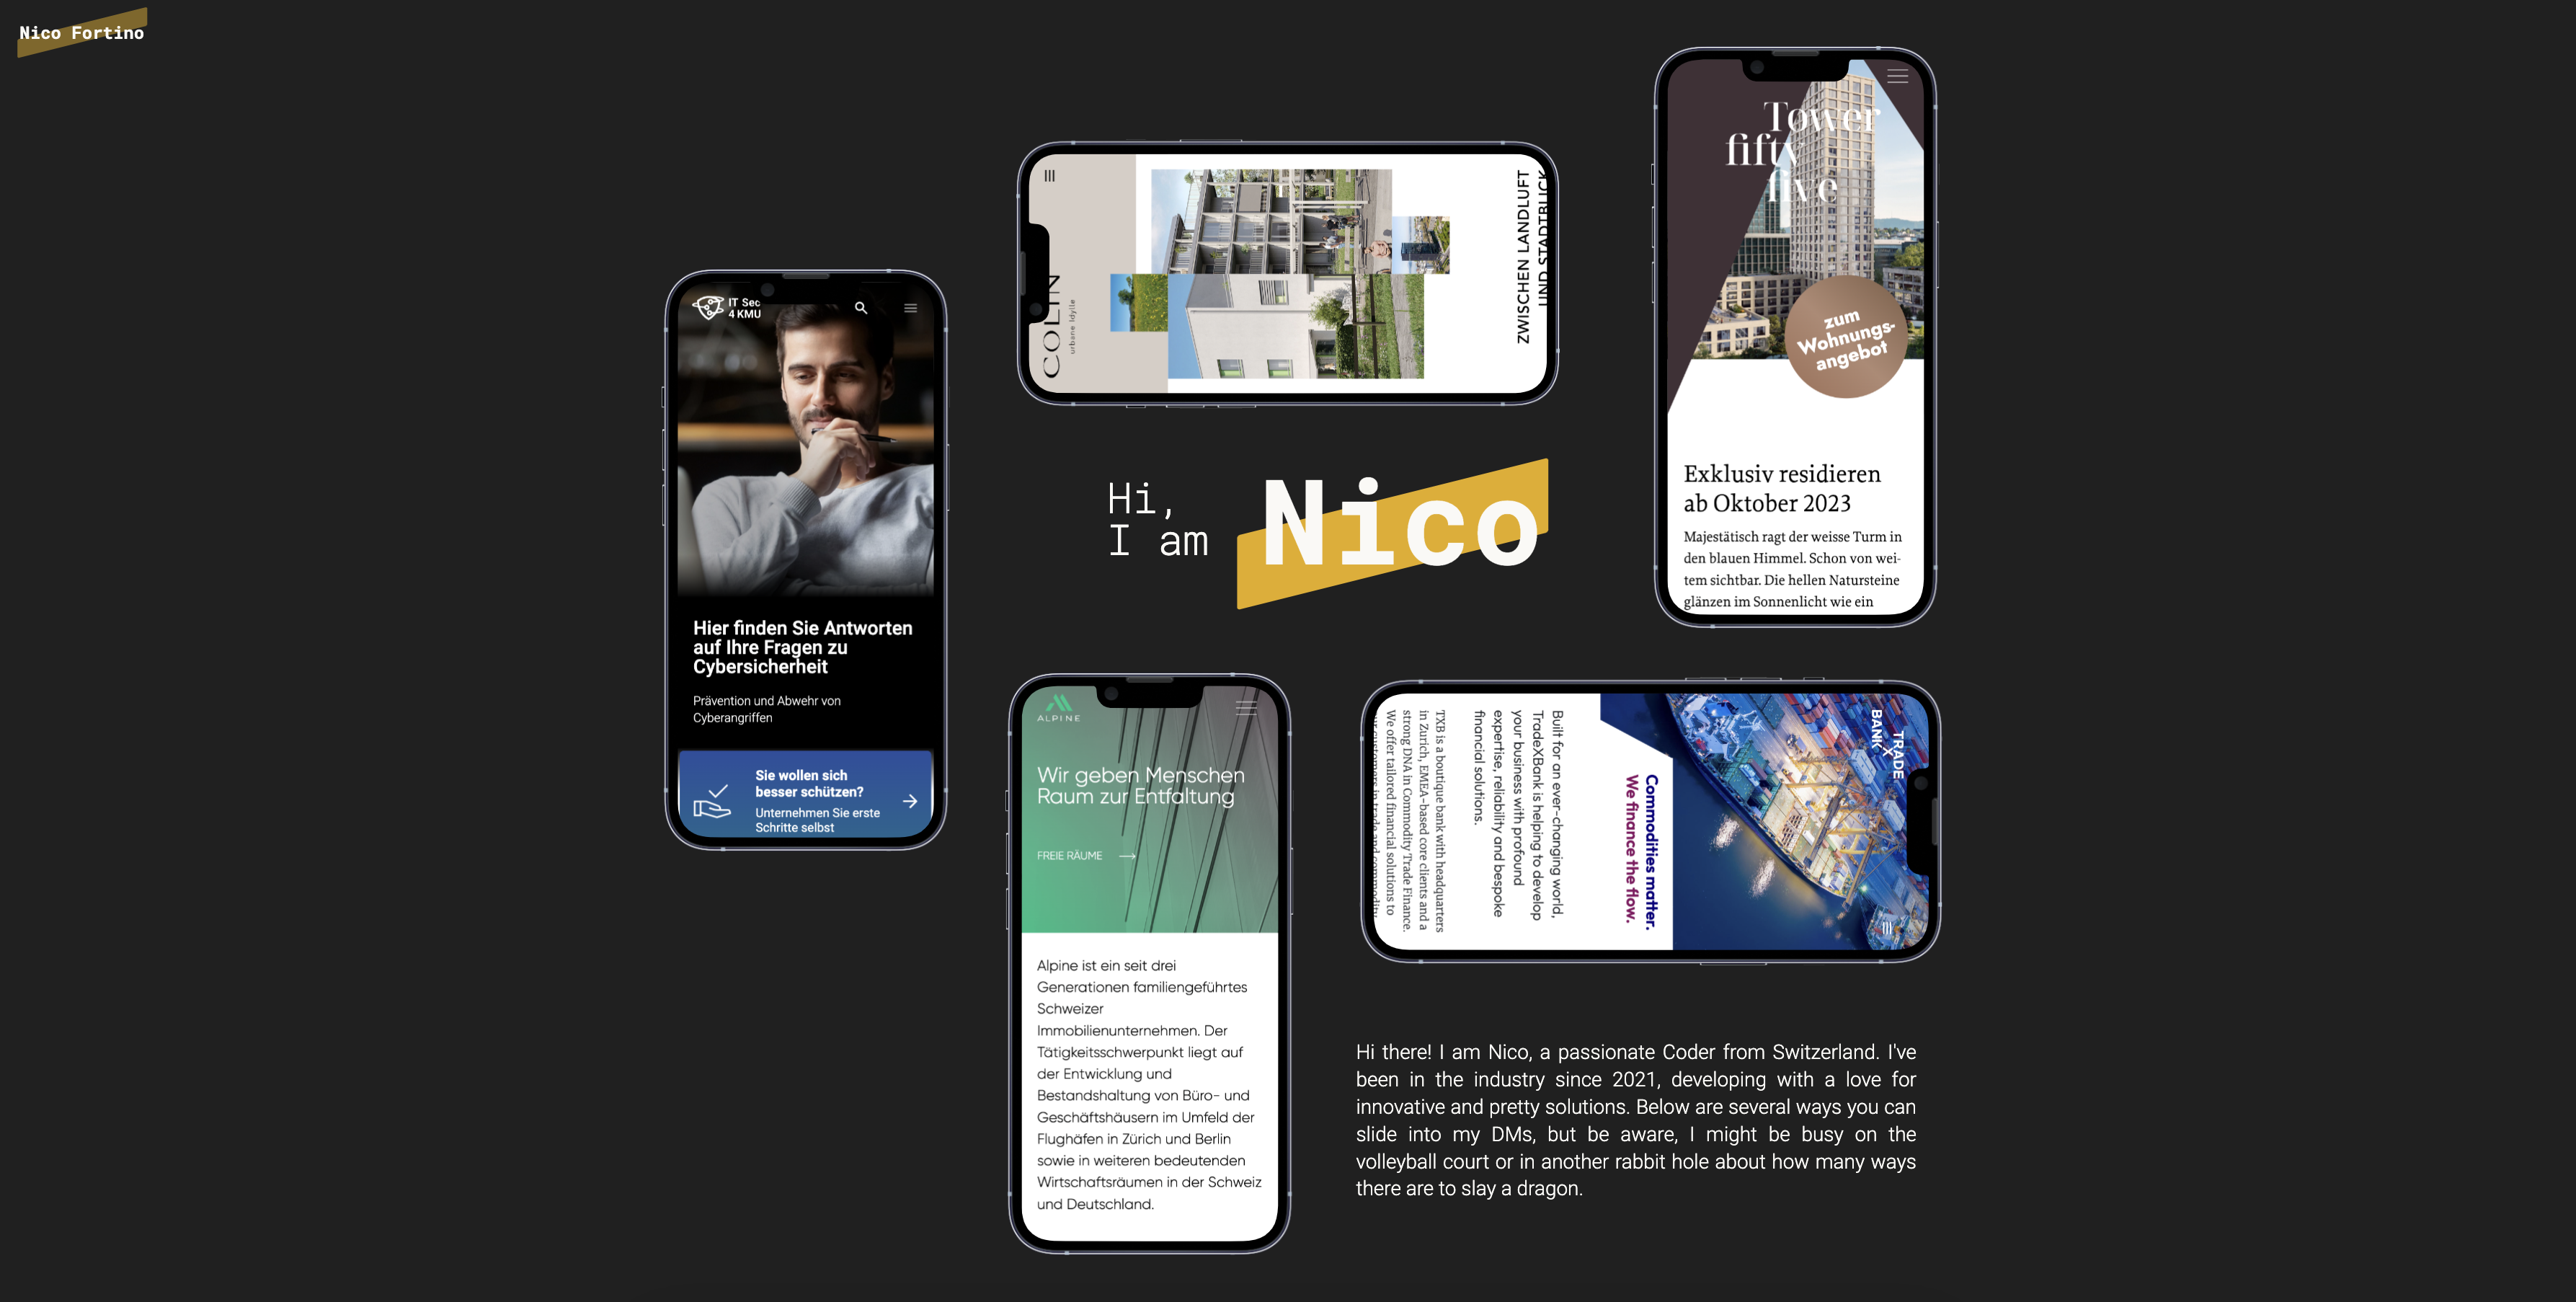 Nico Fortino
Tower
fifty
five
zum
Wohnungs-
angebot
Exklusiv residieren
ab Oktober 2023
Majestätisch ragt der weisse Turm in
den blauen Himmel. Schon von wei-
tem sichtbar. Die hellen Natursteine
glänzen im Sonnenlicht wie ein
COLIN
urbane Idylle
ZWISCHEN LANDLUFT
UND STADTBLICK
IT Sec
4 KMU
Hier finden Sie Antworten
auf Ihre Fragen zu
Cybersicherheit
Prävention und Abwehr von
Cyberangriffen
Sie wollen sich
besser schützen?
Unternehmen Sie erste
Schritte selbst
Hi,
I am
Nico
ALPINE
Wir geben Menschen
Raum zur Entfaltung
FREIE RÄUME
Alpine ist ein seit drei
Generationen familiengeführtes
Schweizer
Immobilienunternehmen. Der
Tätigkeitsschwerpunkt liegt auf
der Entwicklung und
Bestandshaltung von Büro- und
Geschäftshäusern im Umfeld der
Flughäfen in Zürich und Berlin
sowie in weiteren bedeutenden
Wirtschaftsräumen in der Schweiz
und Deutschland.
TRADE
X
BANK
Commodities matter.
We finance the flow.
Built for an ever-changing world,
TradeXBank is helping to develop
your business with profound
expertise, reliability and bespoke
financial solutions.
TXB is a boutique bank with headquarters
in Zurich, EMEA-based core clients and a
strong DNA in Commodity Trade Finance.
We offer tailored financial solutions to
our customers in trade and commodity
Hi there! I am Nico, a passionate Coder from Switzerland. I've
been in the industry since 2021, developing with a love for
innovative and pretty solutions. Below are several ways you can
slide into my DMs, but be aware, I might be busy on the
volleyball court or in another rabbit hole about how many ways
there are to slay a dragon.